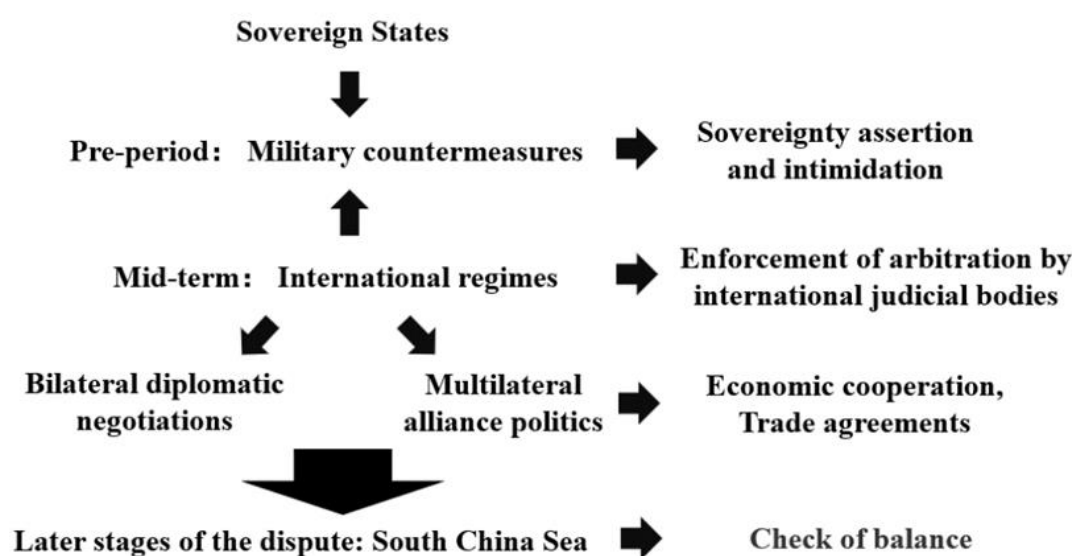 Sovereign States
Pre-period： Military countermeasures
Sovereignty assertion
and intimidation
Mid-term： International regimes
Enforcement of arbitration by
international judicial bodies
Bilateral diplomatic
negotiations
Multilateral
alliance politics
Economic cooperation,
Trade agreements
Later stages of the dispute: South China Sea
Check of balance